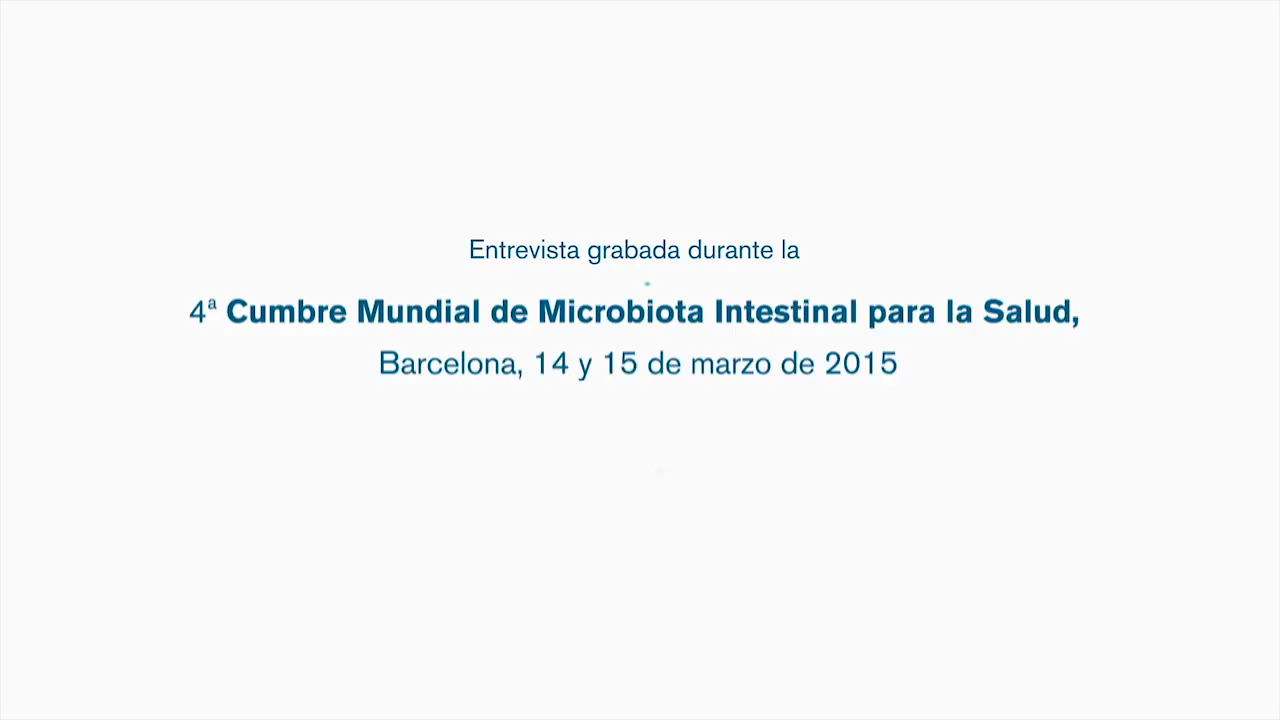 Entrevista grabada durante la
4ª Cumbre Mundial de Microbiota Intestinal para la Salud,
Barcelona, 14 y 15 de marzo de 2015